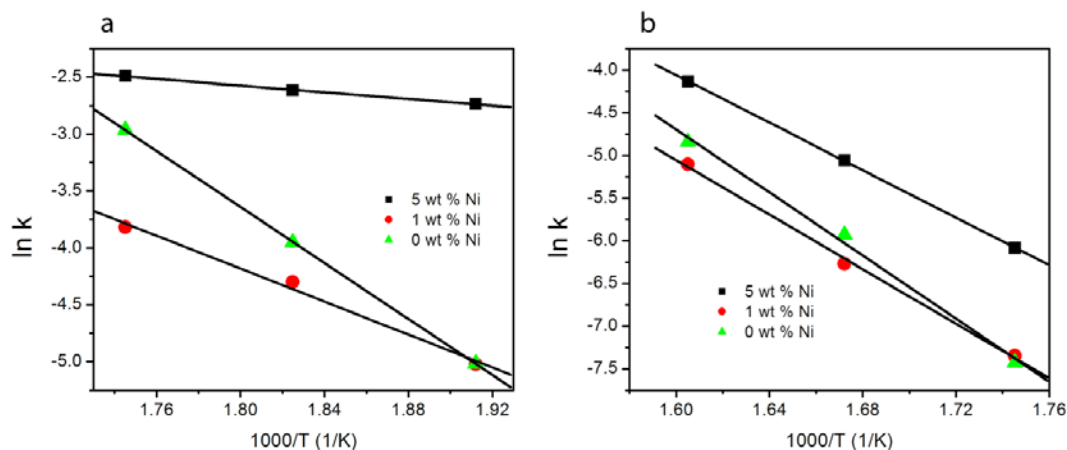 a
ln k
-2.5
-3.0
-3.5
-4.0
-4.5
-5.0
5 wt % Ni
1 wt % Ni
0 wt % Ni
1.76 1.80 1.84 1.88 1.92
1000/T (1/K)
b
ln k
-4.0
-4.5
-5.0
-5.5
-6.0
-6.5
-7.0
-7.5
5 wt % Ni
1 wt % Ni
0 wt % Ni
1.60 1.64 1.68 1.72 1.76
1000/T (1/K)